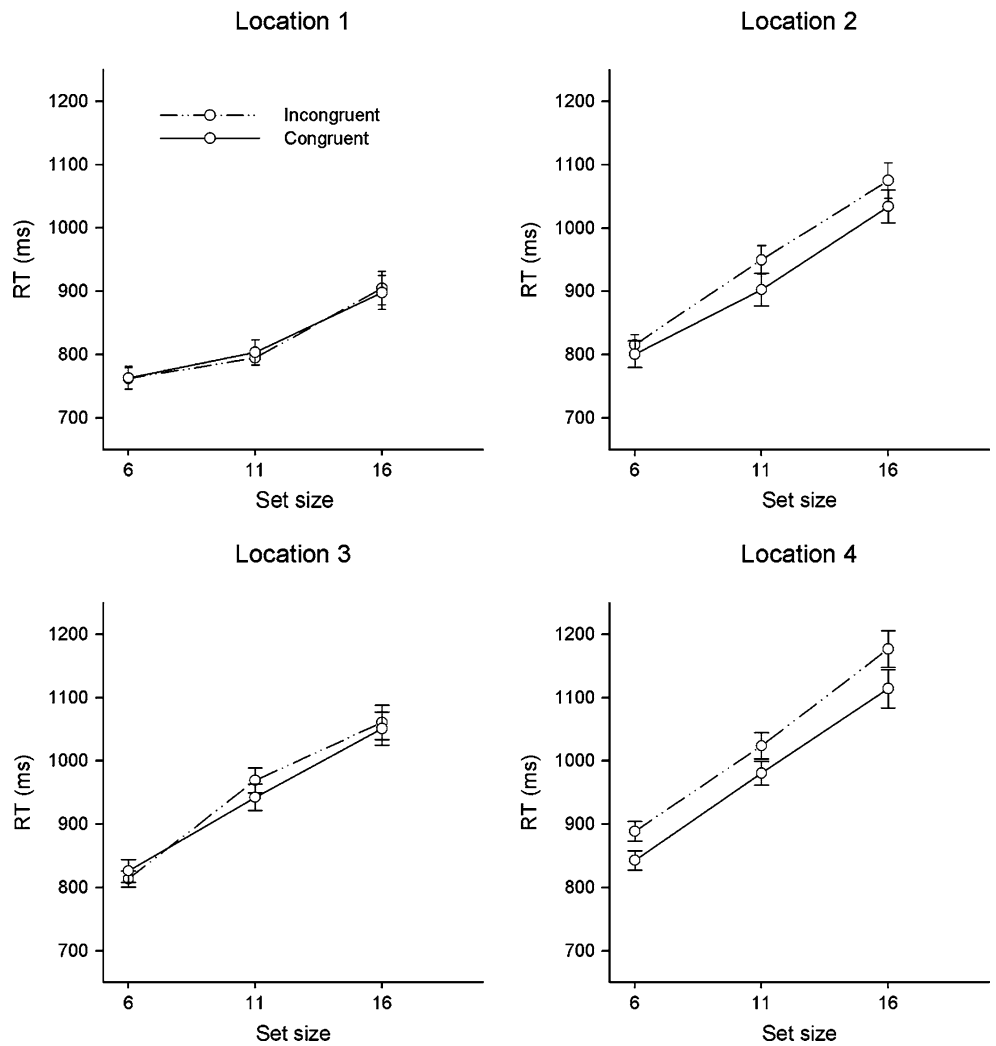 Location 1
1200
1100
1000
900
800
700
RT (ms)
Incongruent
Congruent
6 11 16
Set size
Location 2
1200
1100
1000
900
800
700
RT (ms)
6 11 16
Set size
Location 3
1200
1100
1000
900
800
700
RT (ms)
6 11 16
Set size
Location 4
1200
1100
1000
900
800
700
RT (ms)
6 11 16
Set size